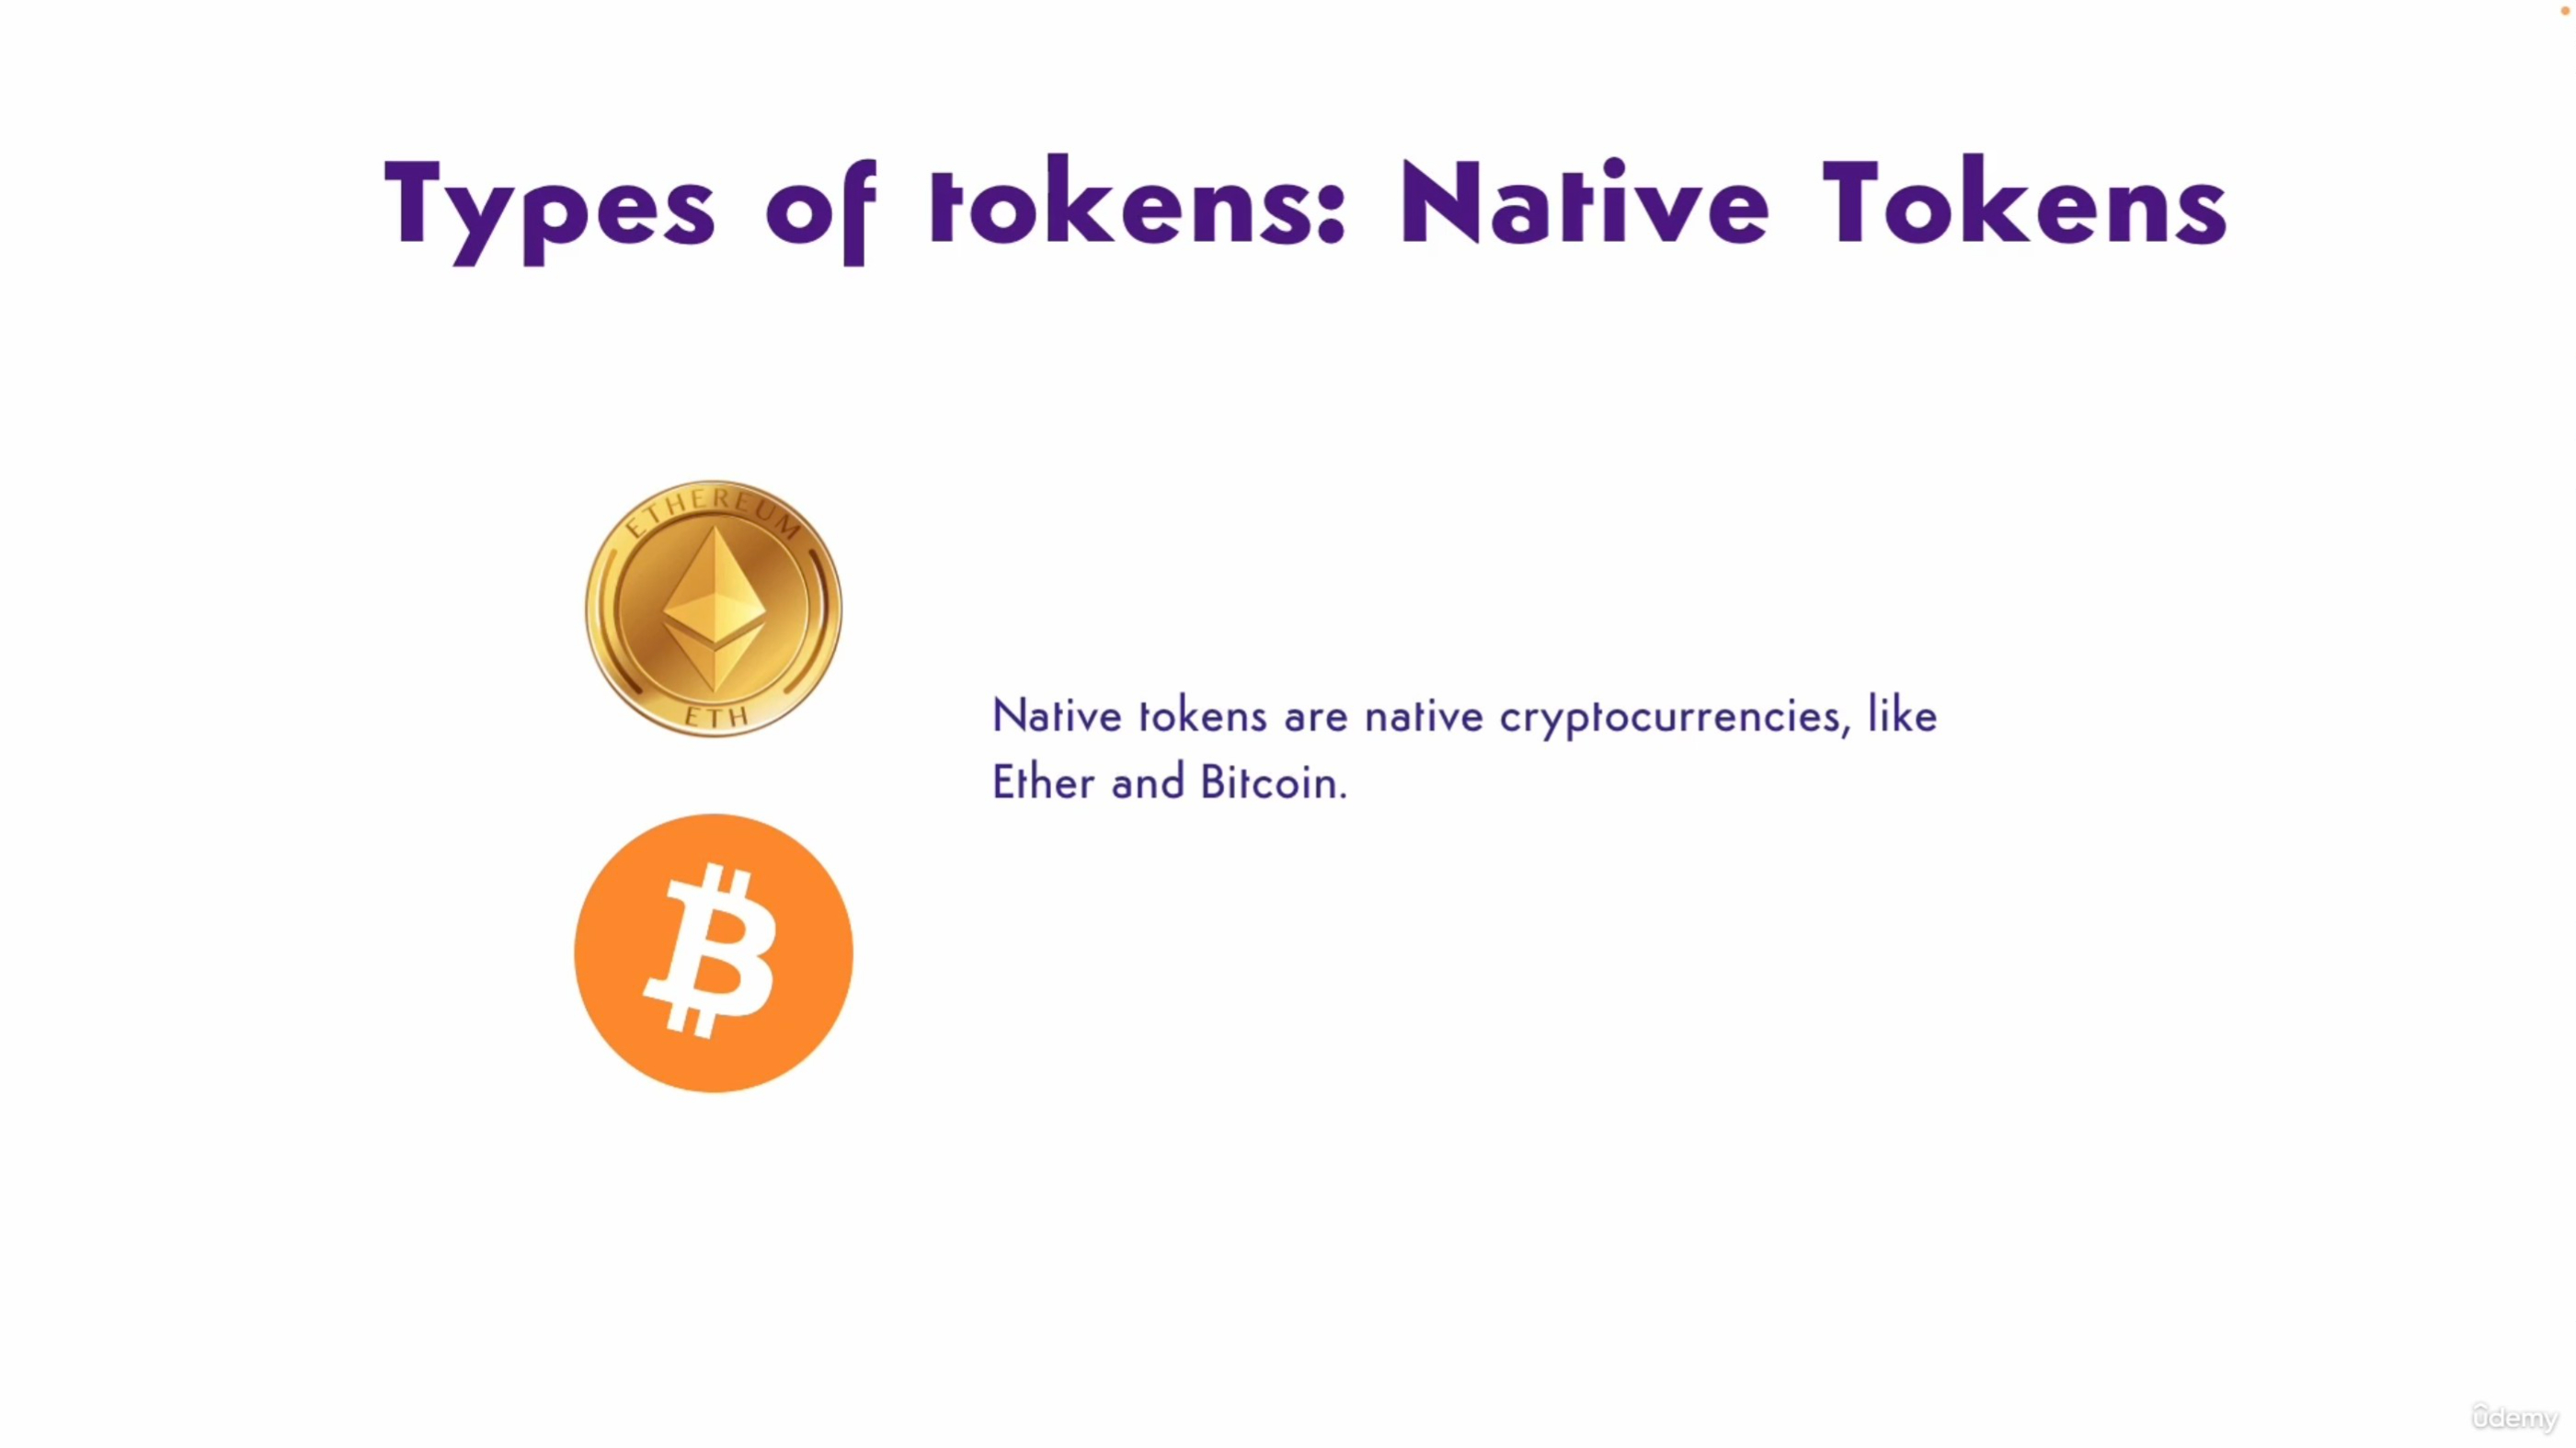 Types of tokens: Native Tokens
ETHEREUM
ETH
Native tokens are native cryptocurrencies, like
Ether and Bitcoin.
ûdemy